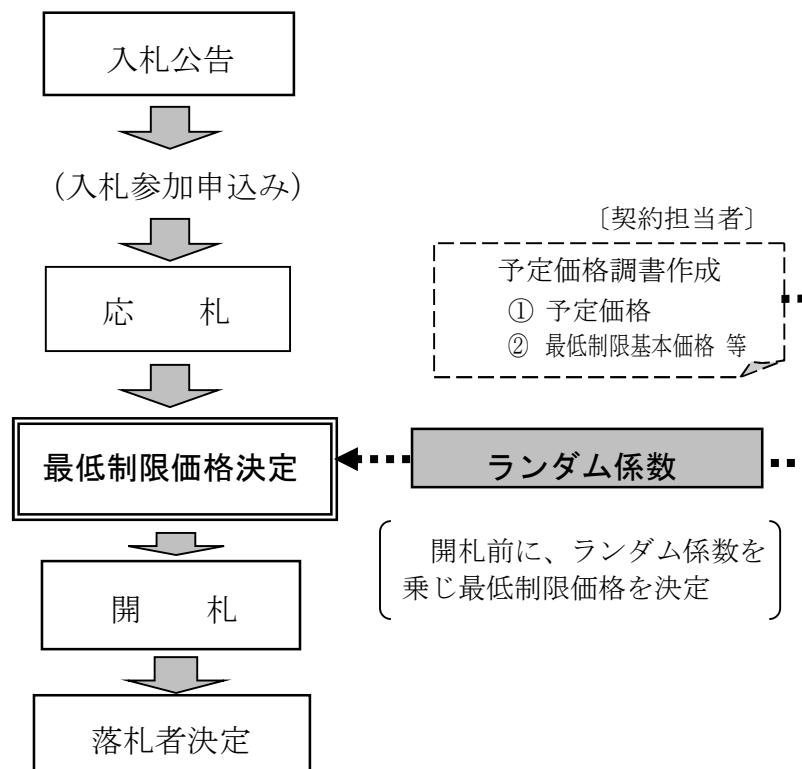 入札公告
(入札参加申込み)
〔契約担当者〕
予定価格調書作成
① 予定価格
② 最低制限基本価格 等
応　　札
最低制限価格決定
ランダム係数
開札前に、ランダム係数を
乗じ最低制限価格を決定
開　　札
落札者決定